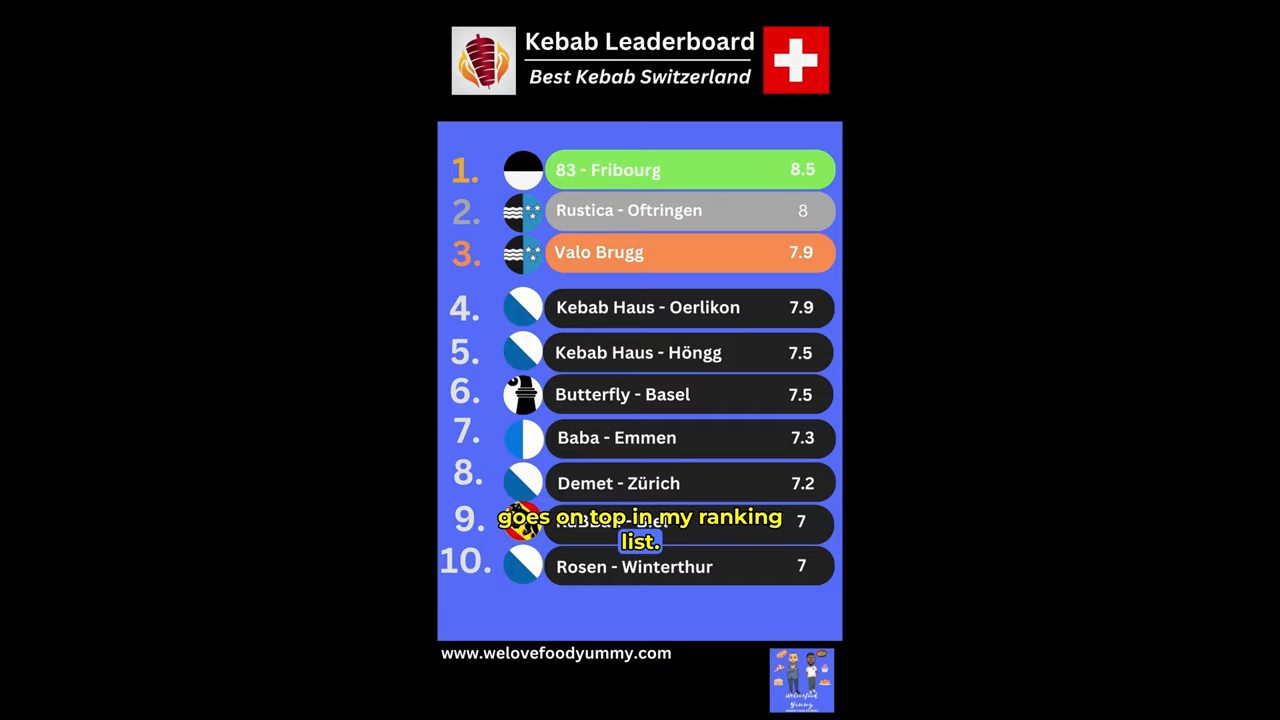 Kebab Leaderboard
Best Kebab Switzerland
1. 83 - Fribourg 8.5
2. Rustica - Oftringen 8
3. Valo Brugg 7.9
4. Kebab Haus - Oerlikon 7.9
5. Kebab Haus - Höngg 7.5
6. Butterfly - Basel 7.5
7. Baba - Emmen 7.3
8. Demet - Zürich 7.2
9. 7
goes on top in my ranking
list.
10. Rosen - Winterthur 7
www.welovefoodyummy.com
Welovefood
Yummy